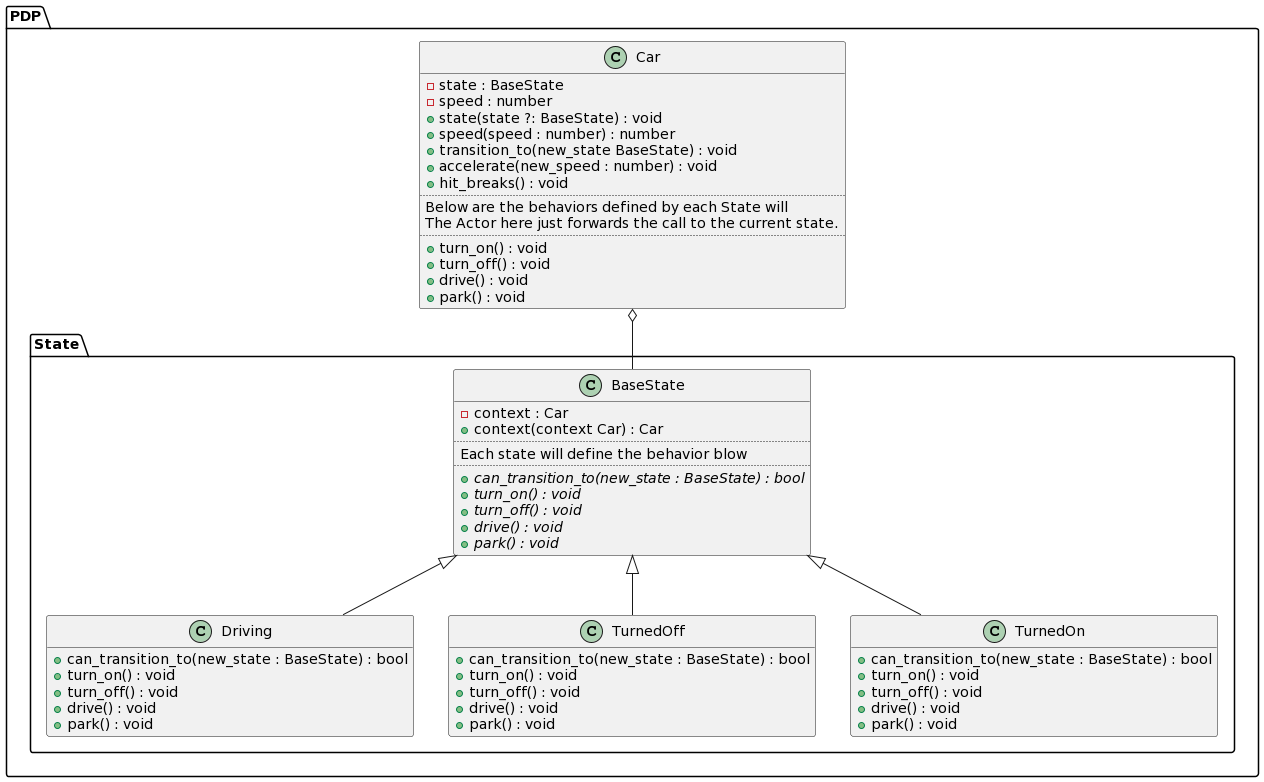 PDP
C Car
state : BaseState
speed : number
state(state ?: BaseState) : void
speed(speed : number) : number
transition_to(new_state BaseState) : void
accelerate(new_speed : number) : void
hit_breaks() : void
Below are the behaviors defined by each State will
The Actor here just forwards the call to the current state.
turn_on() : void
turn_off() : void
drive() : void
park() : void
State
C BaseState
context : Car
context(context Car) : Car
Each state will define the behavior blow
can_transition_to(new_state : BaseState) : bool
turn_on() : void
turn_off() : void
drive() : void
park() : void
C Driving
can_transition_to(new_state : BaseState) : bool
turn_on() : void
turn_off() : void
drive() : void
park() : void
C TurnedOff
can_transition_to(new_state : BaseState) : bool
turn_on() : void
turn_off() : void
drive() : void
park() : void
C TurnedOn
can_transition_to(new_state : BaseState) : bool
turn_on() : void
turn_off() : void
drive() : void
park() : void